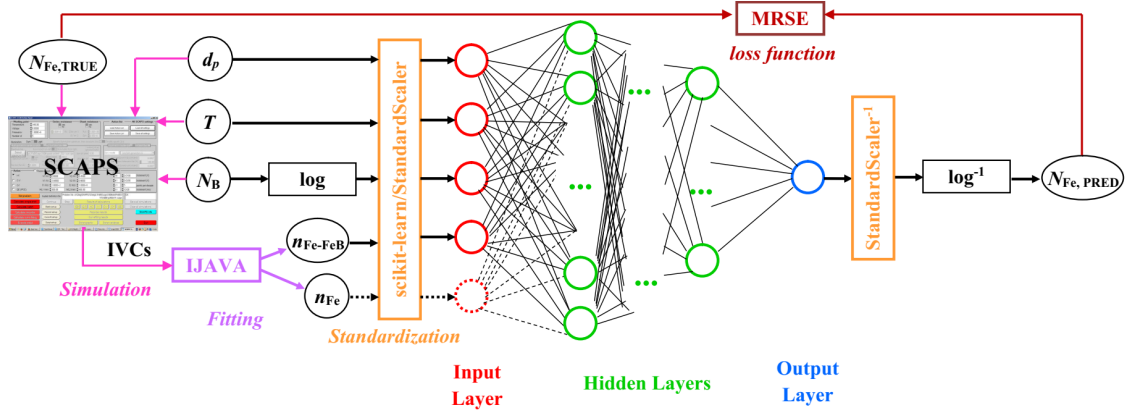 MRSE
loss function
N_Fe,TRUE
d_p
T
SCAPS
N_B
log
scikit-learn/StandardScaler
StandardScaler⁻¹
log⁻¹
N_Fe, PRED
n_Fe-FeB
IVCs
IJAVA
n_Fe
Simulation
Fitting
Standardization
Input
Layer
Hidden Layers
Output
Layer